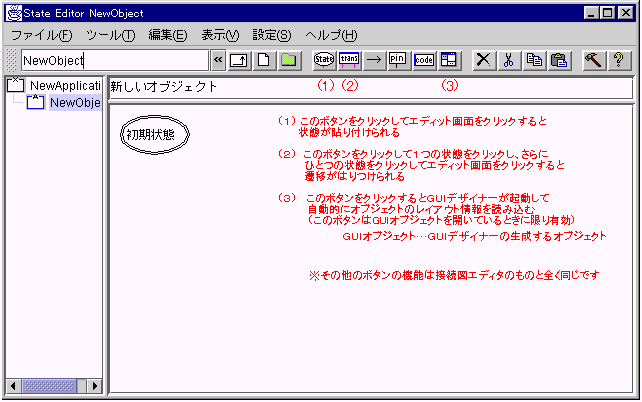 State Editor NewObject
ファイル(F) ツール(T) 編集(E) 表示(V) 設定(S) ヘルプ(H)
NewObject « State trans pin code ?
NewApplicati
NewObje
新しいオブジェクト (1) (2) (3)
初期状態
(1) このボタンをクリックしてエディット画面をクリックすると
状態が貼り付けられる
(2) このボタンをクリックして1つの状態をクリックし、さらに
ひとつの状態をクリックしてエディット画面をクリックすると
遷移がはりつけられる
(3) このボタンをクリックするとGUIデザイナーが起動して
自動的にオブジェクトのレイアウト情報を読み込む
(このボタンはGUIオブジェクトを開いているときに限り有効)
GUIオブジェクト…GUIデザイナーの生成するオブジェクト
※その他のボタンの機能は接続図エディタのものと全く同じです